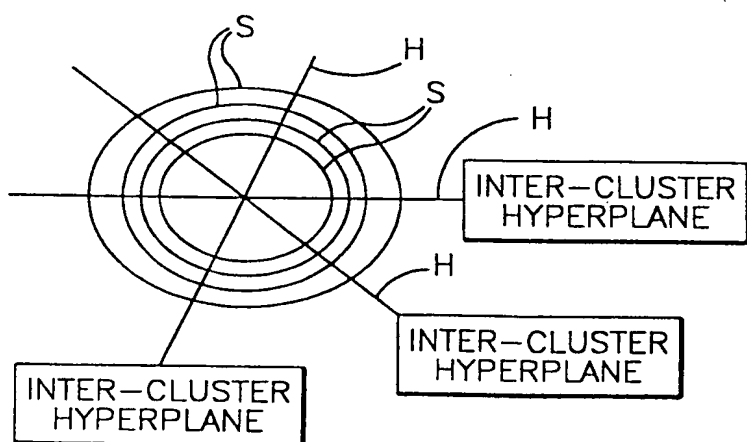 S
H
S
H
INTER-CLUSTER
HYPERPLANE
H
INTER-CLUSTER
HYPERPLANE
INTER-CLUSTER
HYPERPLANE